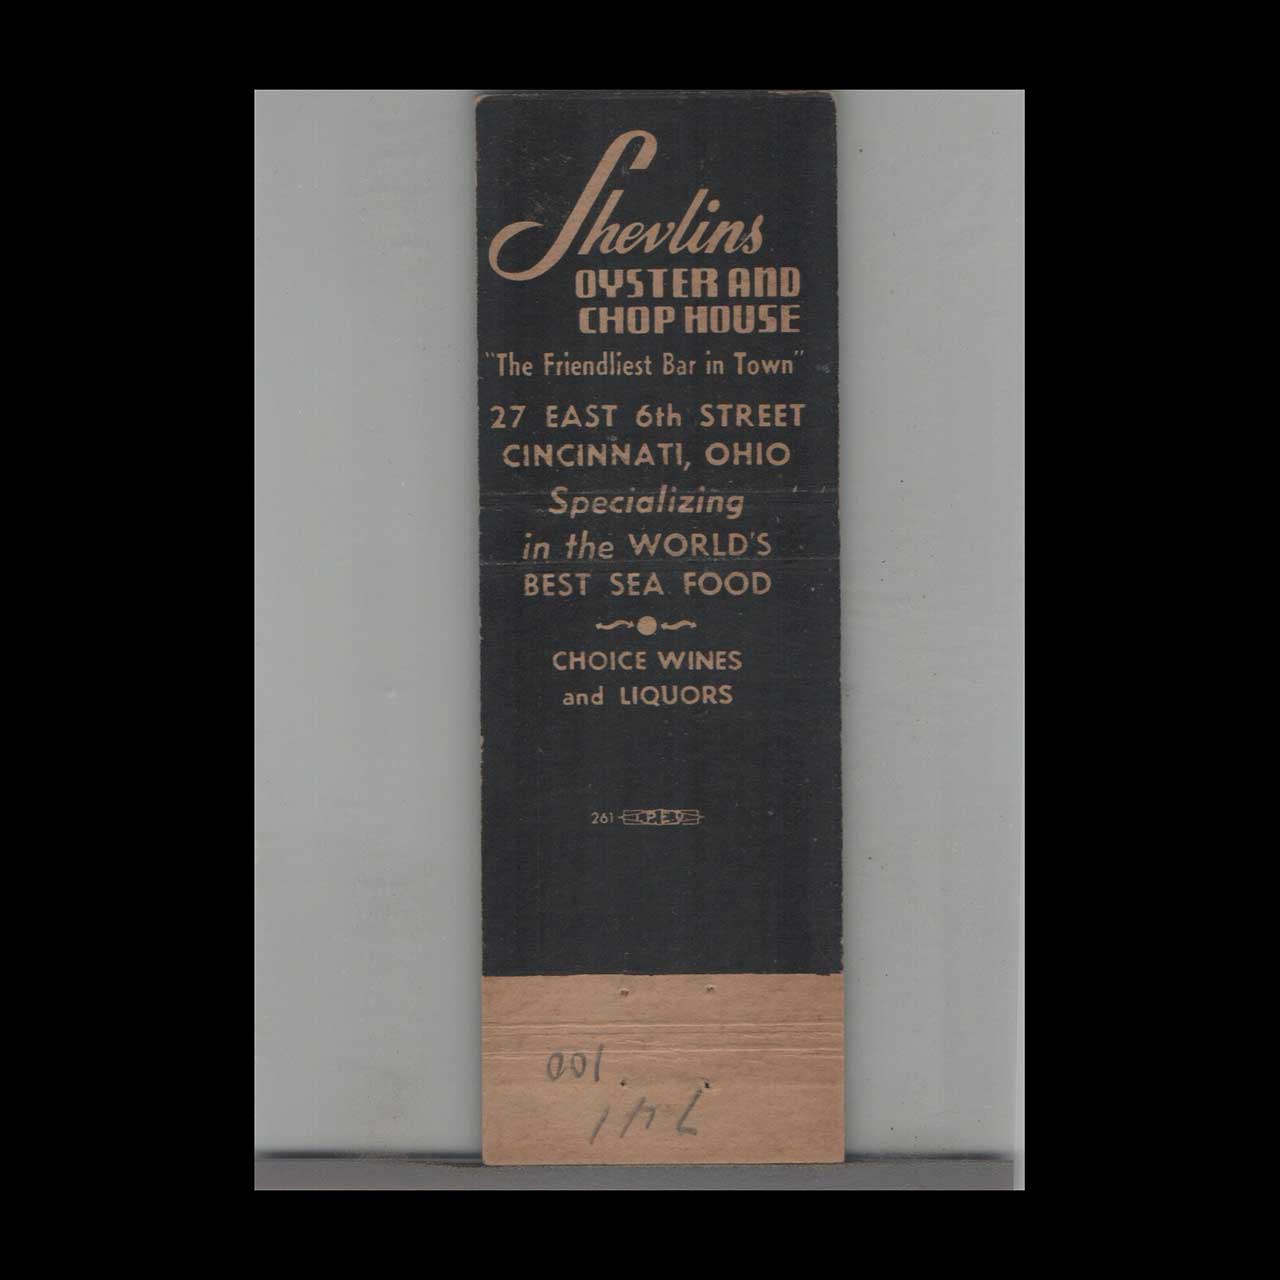 Shevlins
OYSTER AND
CHOP HOUSE
"The Friendliest Bar in Town"
27 EAST 6th STREET
CINCINNATI, OHIO
Specializing
in the WORLD'S
BEST SEA FOOD
CHOICE WINES
and LIQUORS
261 I.P.E.U.